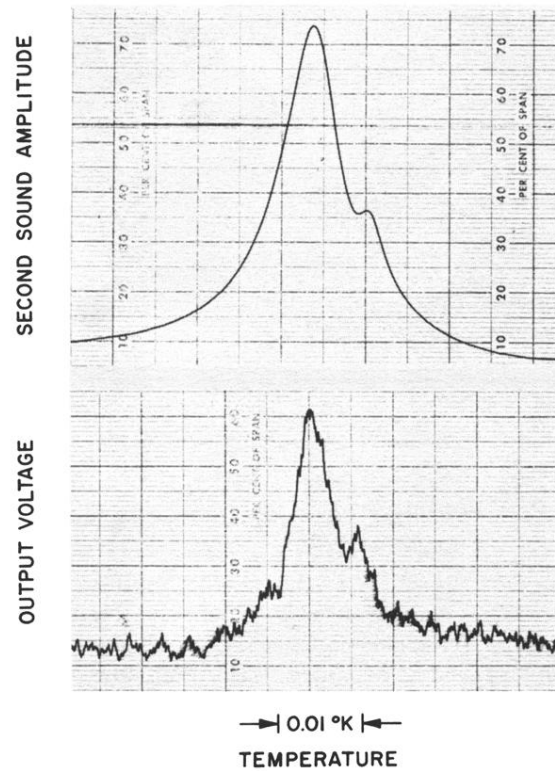 SECOND SOUND AMPLITUDE
70
60
50
40
30
20
10
PER CENT OF SPAN
70
60
50
40
30
20
10
PER CENT OF SPAN
OUTPUT VOLTAGE
60
50
40
30
20
10
PER CENT OF SPAN
0.01 °K
TEMPERATURE